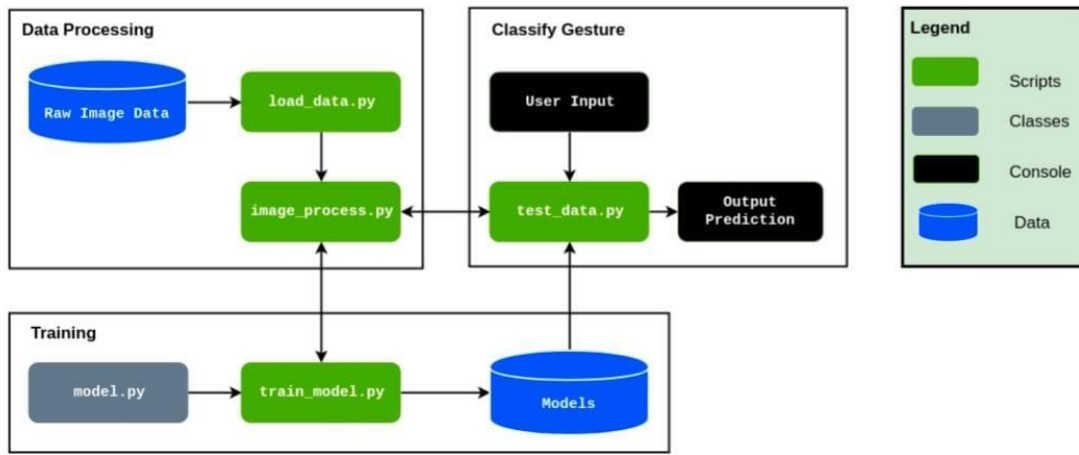 Data Processing
Raw Image Data
load_data.py
image_process.py
Classify Gesture
User Input
test_data.py
Output
Prediction
Training
model.py
train_model.py
Models
Legend
Scripts
Classes
Console
Data